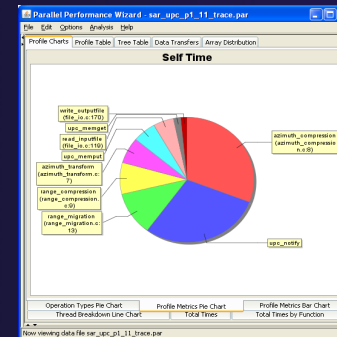 Parallel Performance Wizard - sar_upc_p1_11_trace.par
File Edit Options Analysis Help
Profile Charts Profile Table Tree Table Data Transfers Array Distribution
Self Time
write_outputfile
(file_io.c:170)
upc_memget
read_inputfile
(file_io.c:119)
upc_memput
azimuth_transform
(azimuth_transform.c:
7)
range_compression
(range_compression.
c:9)
range_migration
(range_migration.c:
13)
azimuth_compression
(azimuth_compressio
n.c:8)
upc_notify
Operation Types Pie Chart Profile Metrics Pie Chart Profile Metrics Bar Chart
Thread Breakdown Line Chart Total Times Total Times by Function
Now viewing data file sar_upc_p1_11_trace.par